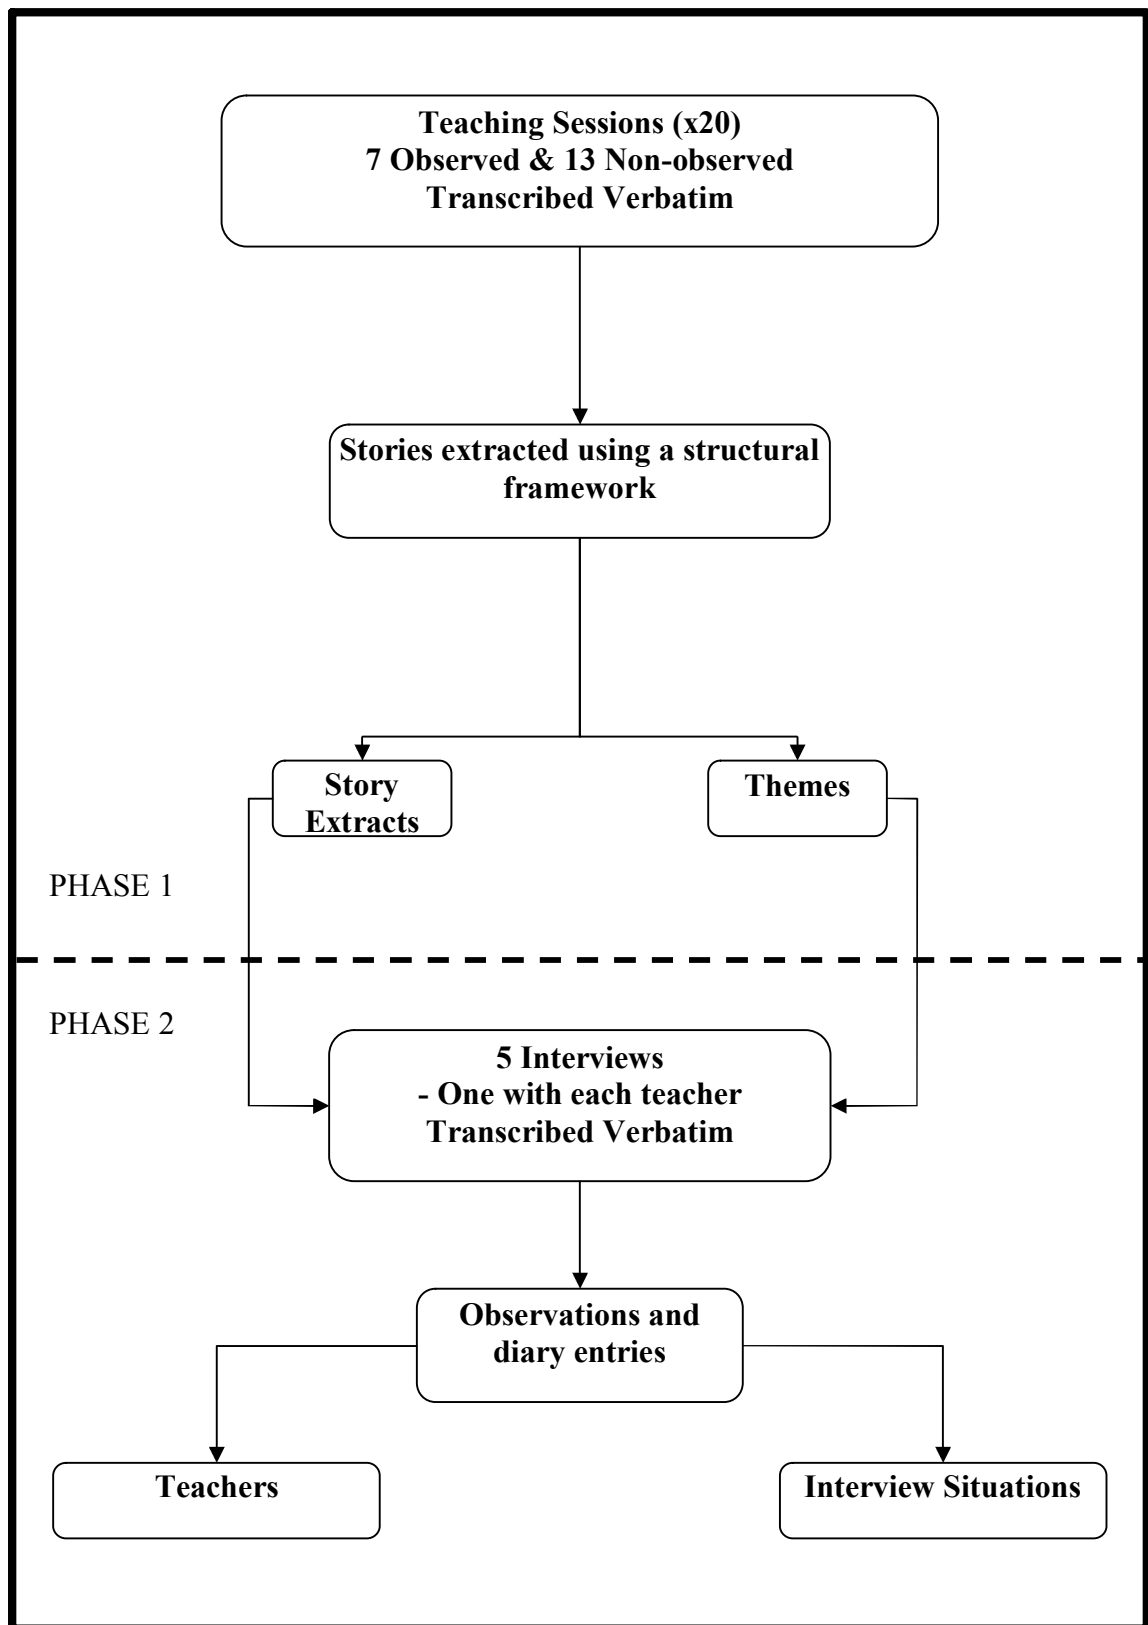 Teaching Sessions (x20)
7 Observed & 13 Non-observed
Transcribed Verbatim
Stories extracted using a structural
framework
Story
Extracts
Themes
PHASE 1
PHASE 2
5 Interviews
- One with each teacher
Transcribed Verbatim
Observations and
diary entries
Teachers
Interview Situations